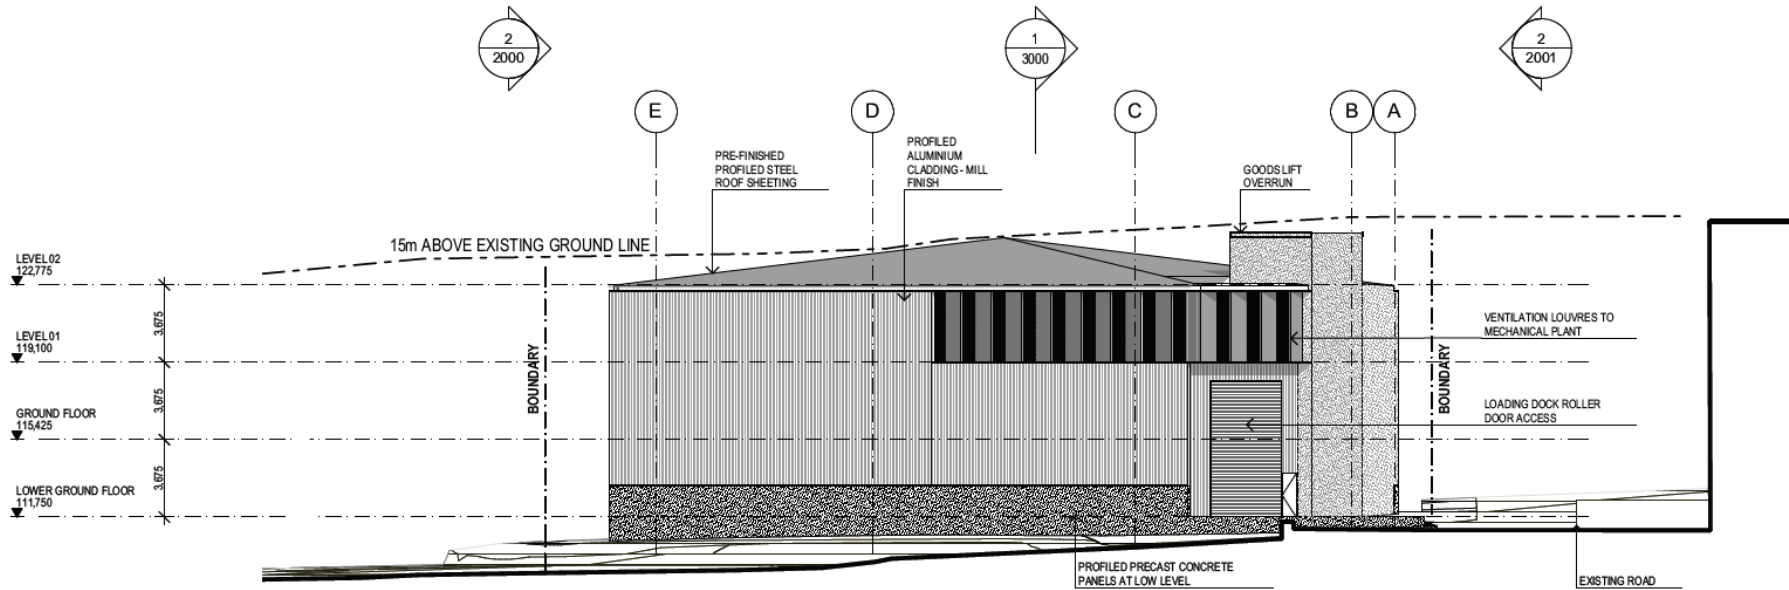 2
2000
1
3000
2
2001
E
D
C
B
A
PRE-FINISHED
PROFILED STEEL
ROOF SHEETING
PROFILED
ALUMINIUM
CLADDING - MILL
FINISH
GOODS LIFT
OVERRUN
15m ABOVE EXISTING GROUND LINE
LEVEL 02
122,775
3,675
LEVEL 01
119,100
3,675
GROUND FLOOR
115,425
3,675
LOWER GROUND FLOOR
111,750
BOUNDARY
BOUNDARY
VENTILATION LOUVRES TO
MECHANICAL PLANT
LOADING DOCK ROLLER
DOOR ACCESS
PROFILED PRECAST CONCRETE
PANELS AT LOW LEVEL
EXISTING ROAD